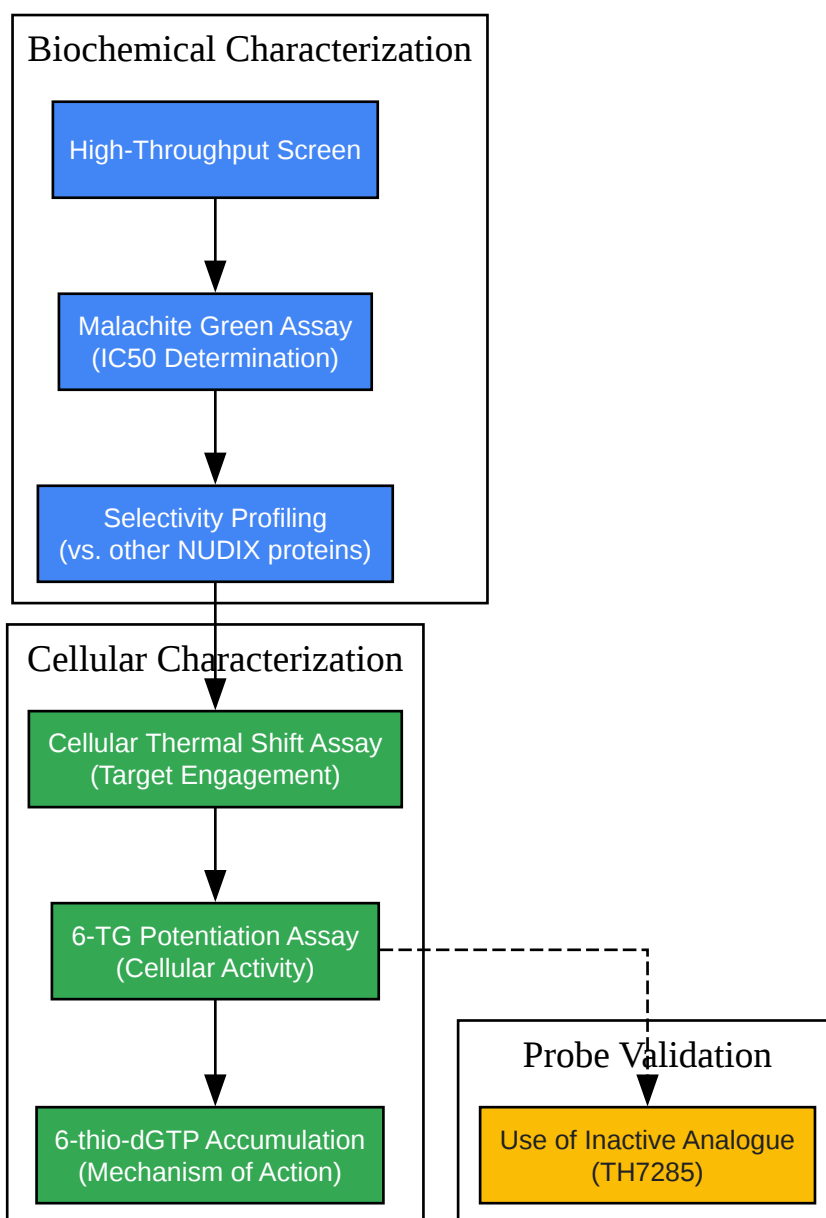 Biochemical Characterization
High-Throughput Screen
Malachite Green Assay
(IC50 Determination)
Selectivity Profiling
(vs. other NUDIX proteins)
Cellular Characterization
Cellular Thermal Shift Assay
(Target Engagement)
6-TG Potentiation Assay
(Cellular Activity)
6-thio-dGTP Accumulation
(Mechanism of Action)
Probe Validation
Use of Inactive Analogue
(TH7285)